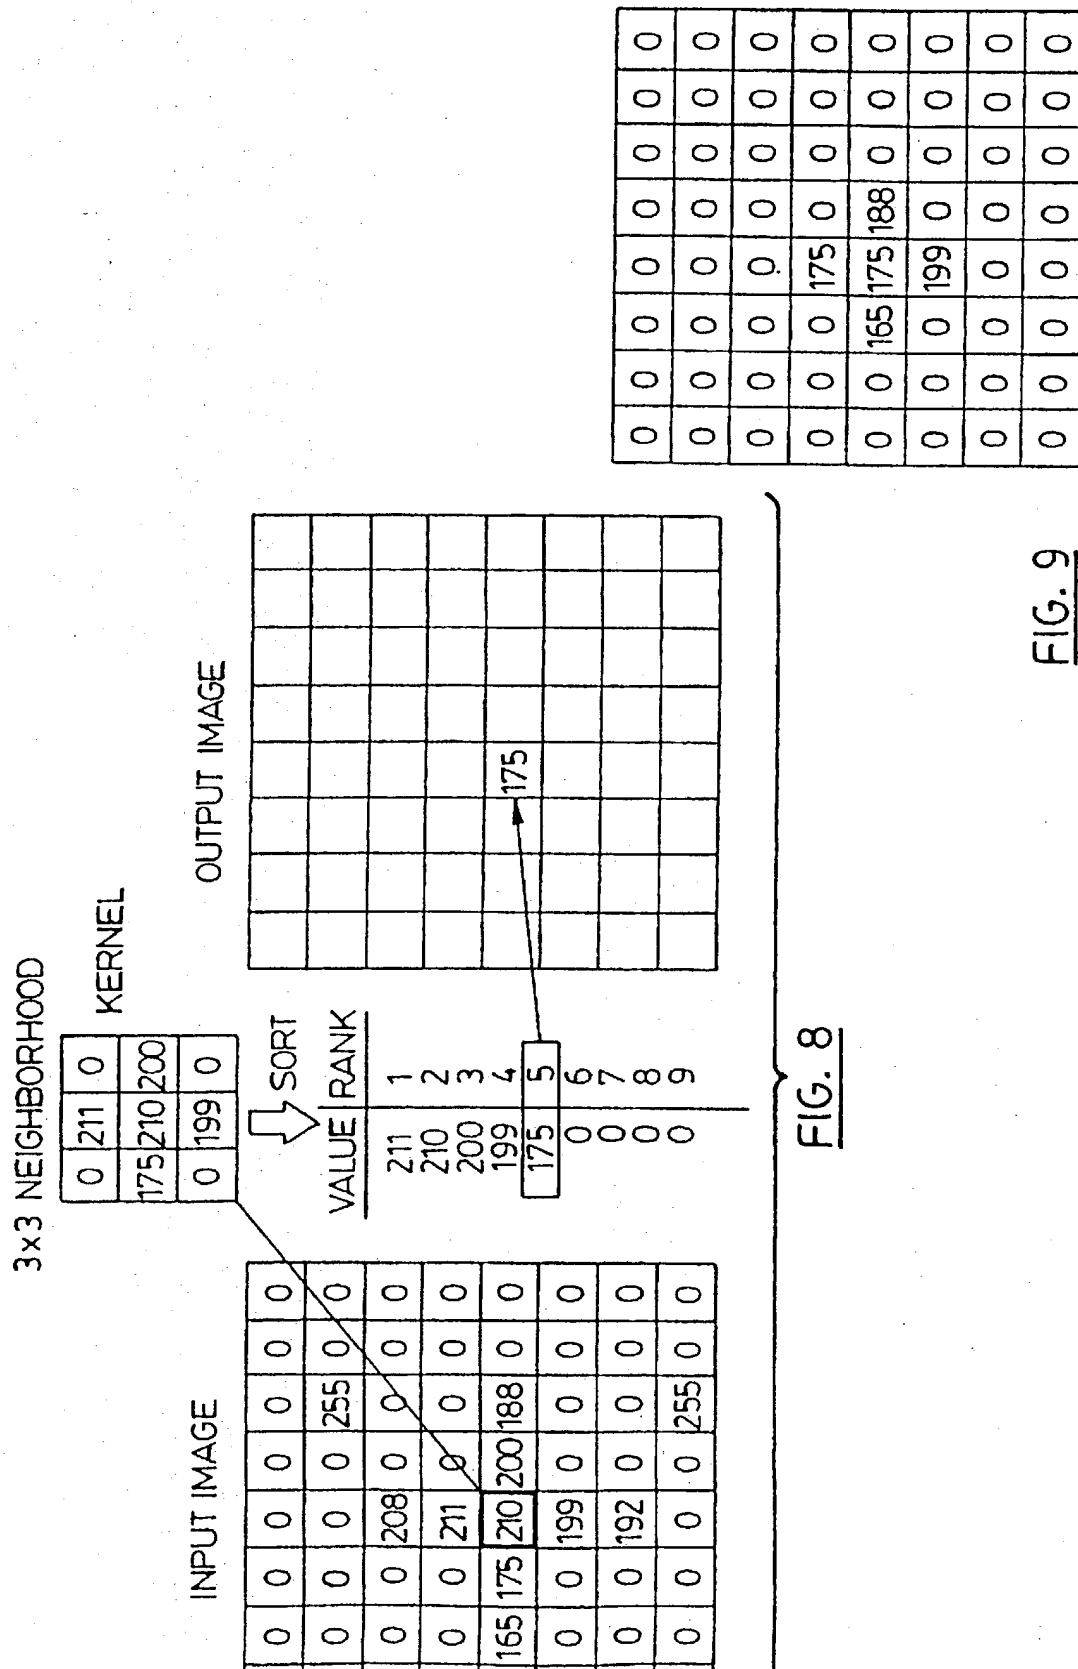 3x3 NEIGHBORHOOD
0 211 0
175 210 200
0 199 0
KERNEL
INPUT IMAGE
0 0 0 0 0 0 0
0 0 0 0 255 0 0
0 0 208 0 0 0 0
0 0 211 0 0 0 0
165 175 210 200 188 0 0
0 0 199 0 0 0 0
0 0 192 0 0 0 0
0 0 0 0 255 0 0
SORT
VALUE RANK
211 1
210 2
200 3
199 4
175 5
0 6
0 7
0 8
0 9
OUTPUT IMAGE
175
FIG. 8
0 0 0 0 0 0 0 0
0 0 0 0 0 0 0 0
0 0 0 0 0 0 0 0
0 0 0 175 0 0 0 0
0 0 165 175 188 0 0 0
0 0 0 199 0 0 0 0
0 0 0 0 0 0 0 0
0 0 0 0 0 0 0 0
FIG. 9